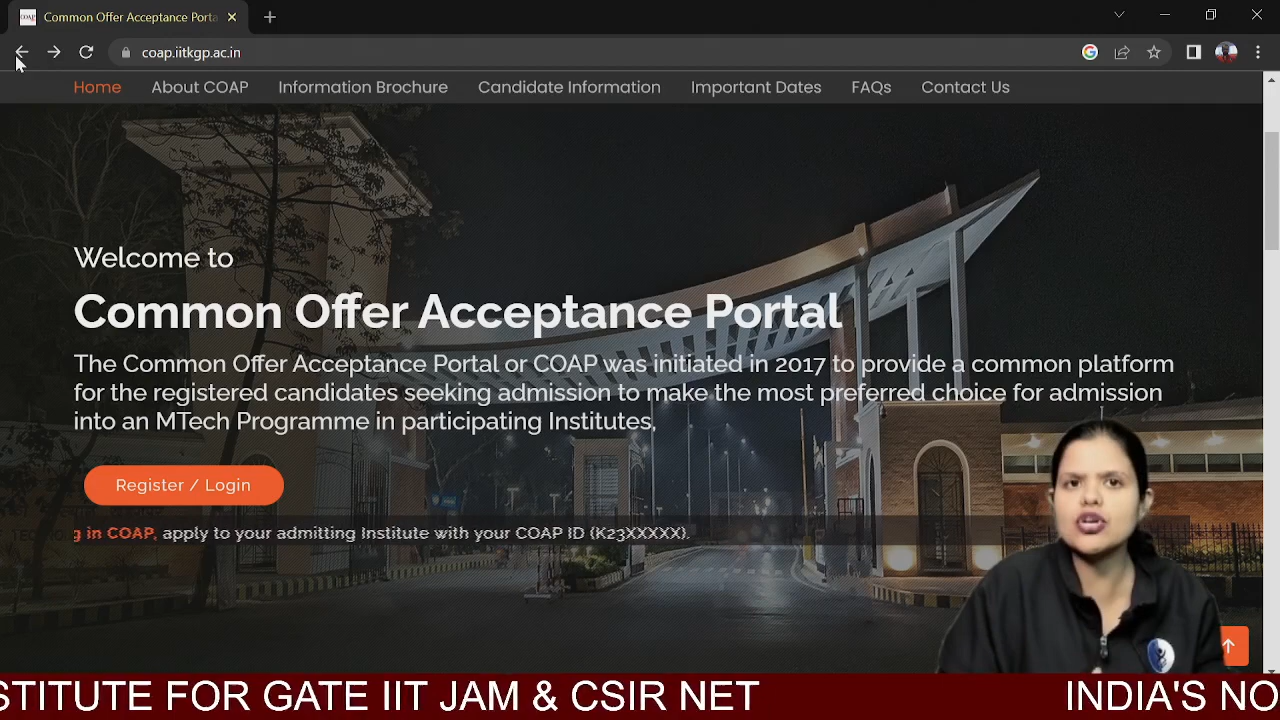 Common Offer Acceptance Porta
coap.iitkgp.ac.in
Home About COAP Information Brochure Candidate Information Important Dates FAQs Contact Us
Welcome to
Common Offer Acceptance Portal
The Common Offer Acceptance Portal or COAP was initiated in 2017 to provide a common platform
for the registered candidates seeking admission to make the most preferred choice for admission
into an MTech Programme in participating Institutes,
Register / Login
g in COAP, apply to your admitting Institute with your COAP ID (K23XXXXX).
STITUTE FOR GATE IIT JAM & CSIR NET INDIA'S NO